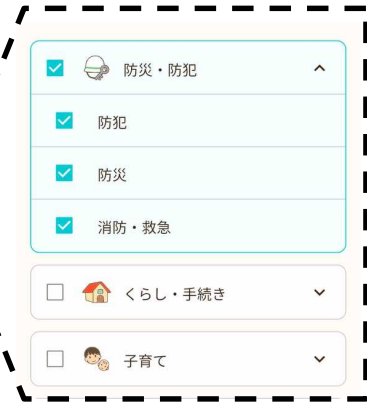 防災・防犯
防犯
防災
消防・救急
くらし・手続き
子育て